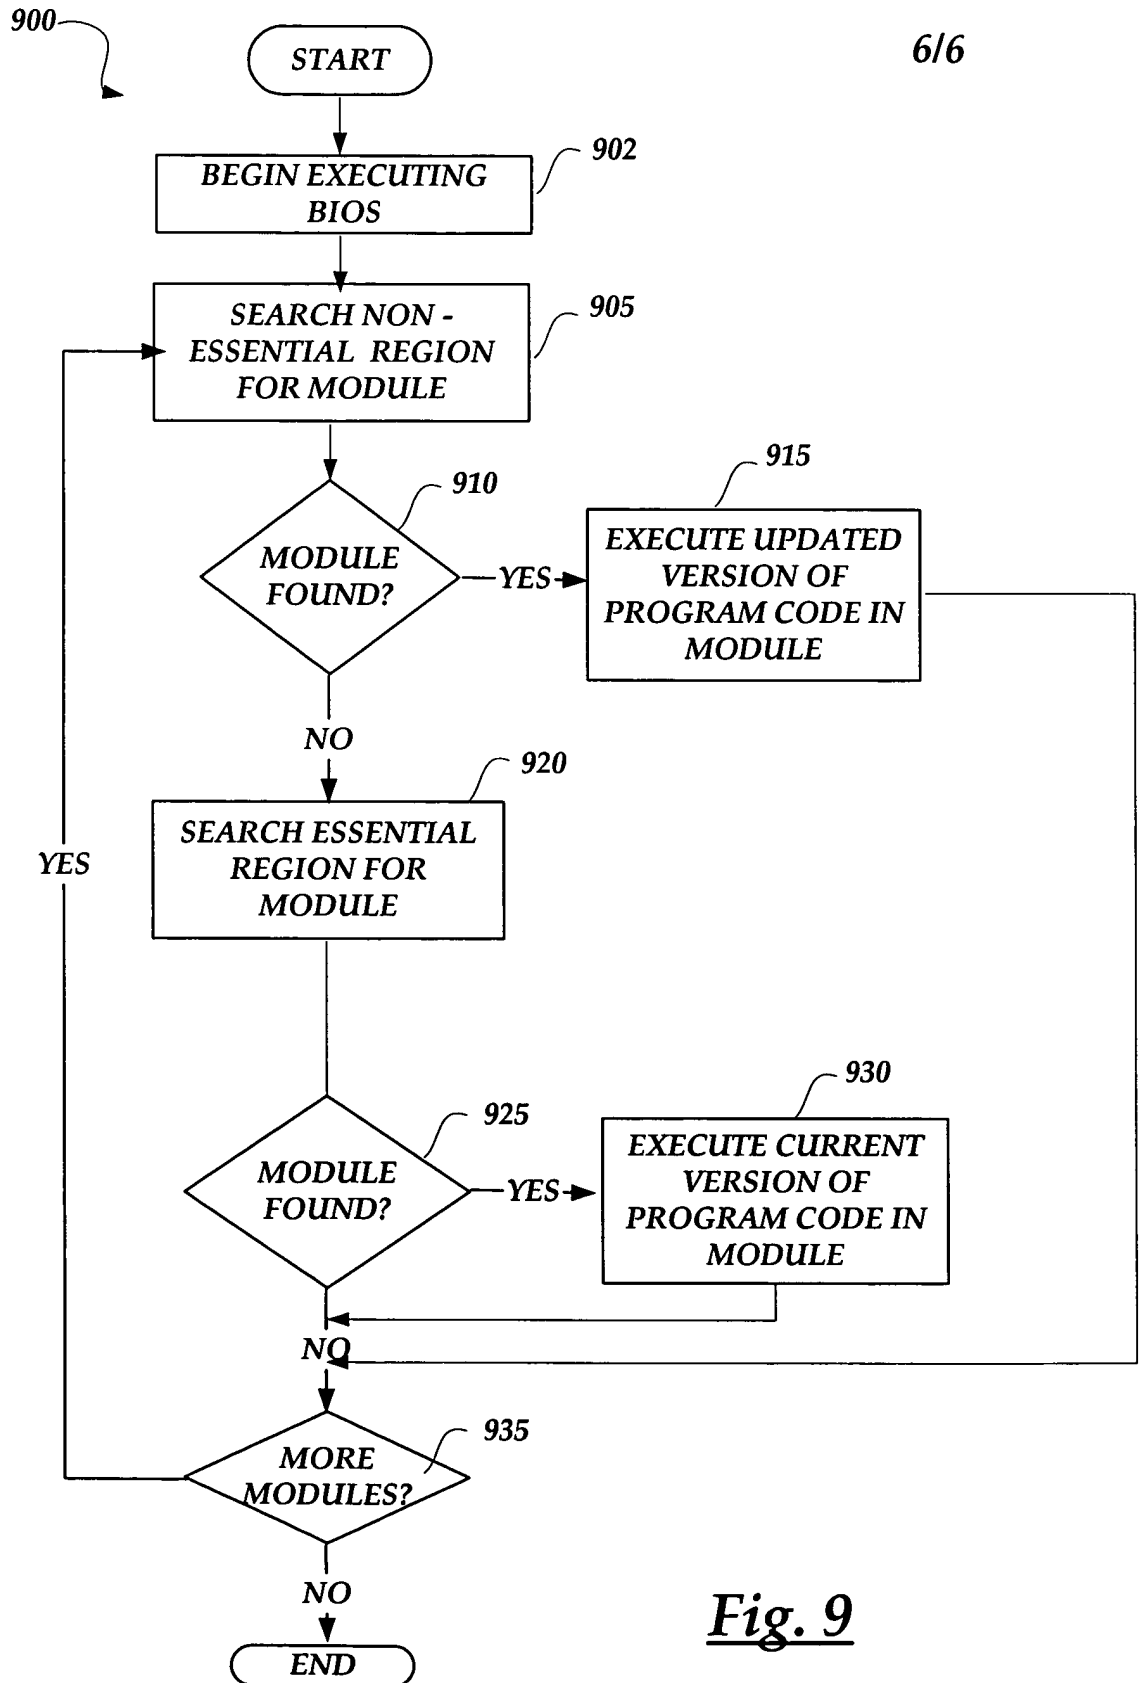 900
6/6
START
902
BEGIN EXECUTING
BIOS
905
SEARCH NON -
ESSENTIAL REGION
FOR MODULE
910
915
MODULE
FOUND?
YES
EXECUTE UPDATED
VERSION OF
PROGRAM CODE IN
MODULE
NO
920
SEARCH ESSENTIAL
REGION FOR
MODULE
YES
925
930
MODULE
FOUND?
YES
EXECUTE CURRENT
VERSION OF
PROGRAM CODE IN
MODULE
NO
935
MORE
MODULES?
NO
END
Fig. 9